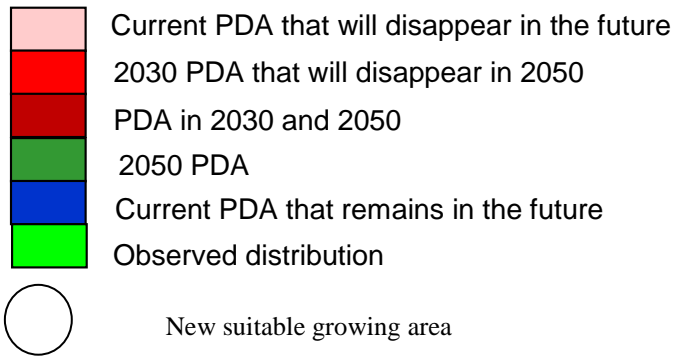 Current PDA that will disappear in the future
2030 PDA that will disappear in 2050
PDA in 2030 and 2050
2050 PDA
Current PDA that remains in the future
Observed distribution
New suitable growing area